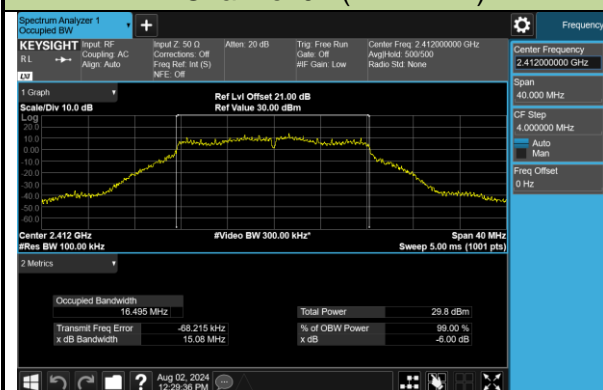 Spectrum Analyzer 1
Occupied BW
Frequency
KEYSIGHT
R L
Input: RF
Coupling: AC
Align: Auto
Input Z: 50 Ω
Corrections: Off
Freq Ref: Int (S)
NFE: Off
Atten: 20 dB
Trig: Free Run
Gate: Off
#IF Gain: Low
Center Freq: 2.412000000 GHz
Avg|Hold: 500/500
Radio Std: None
Center Frequency
2.412000000 GHz
Span
40.000 MHz
CF Step
4.000000 MHz
Auto
Man
Freq Offset
0 Hz
1 Graph
Scale/Div 10.0 dB
Ref Lvl Offset 21.00 dB
Ref Value 30.00 dBm
Log
20.0
10.0
0.00
-10.0
-20.0
-30.0
-40.0
-50.0
-60.0
Center 2.412 GHz
#Video BW 300.00 kHz*
Span 40 MHz
#Res BW 100.00 kHz
Sweep 5.00 ms (1001 pts)
2 Metrics
Occupied Bandwidth
16.495 MHz
Total Power 29.8 dBm
Transmit Freq Error -68.215 kHz
% of OBW Power 99.00 %
x dB Bandwidth 15.08 MHz
x dB -6.00 dB
Aug 02, 2024
12:29:36 PM